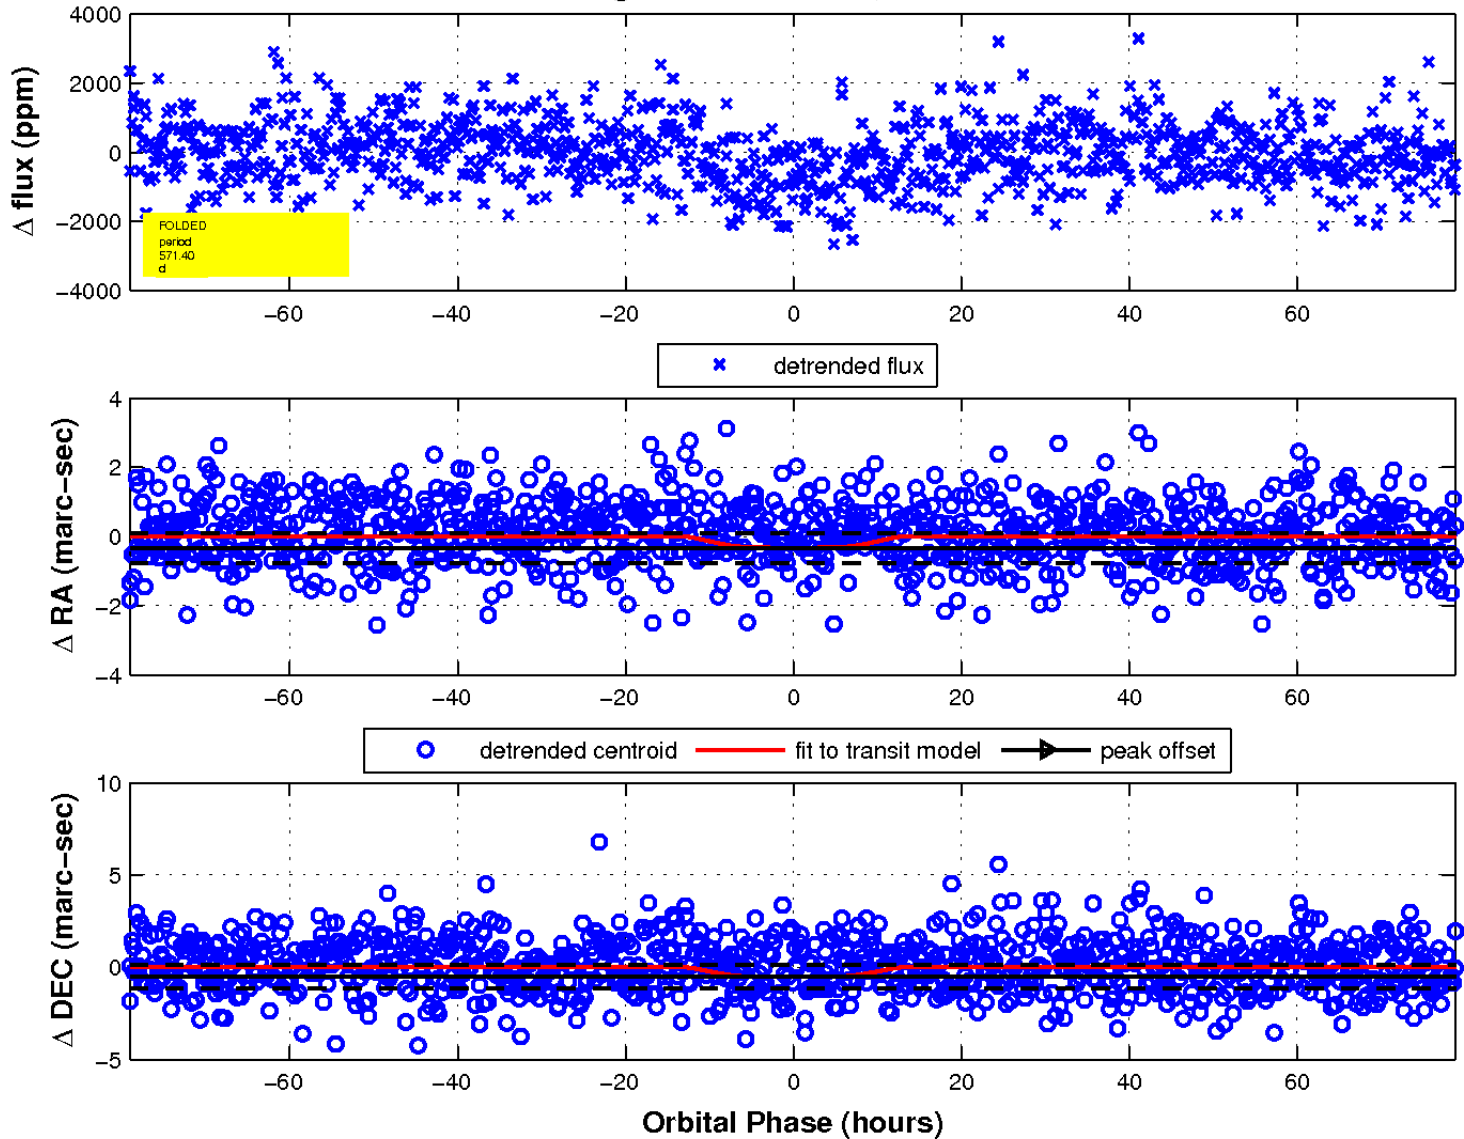 4000
2000
0
−2000
−4000
Δ flux (ppm)
FOLDED
period
571.40
d
−60 −40 −20 0 20 40 60
detrended flux
4
2
0
−2
−4
Δ RA (marc−sec)
−60 −40 −20 0 20 40 60
detrended centroid fit to transit model peak offset
10
5
0
−5
Δ DEC (marc−sec)
−60 −40 −20 0 20 40 60
Orbital Phase (hours)